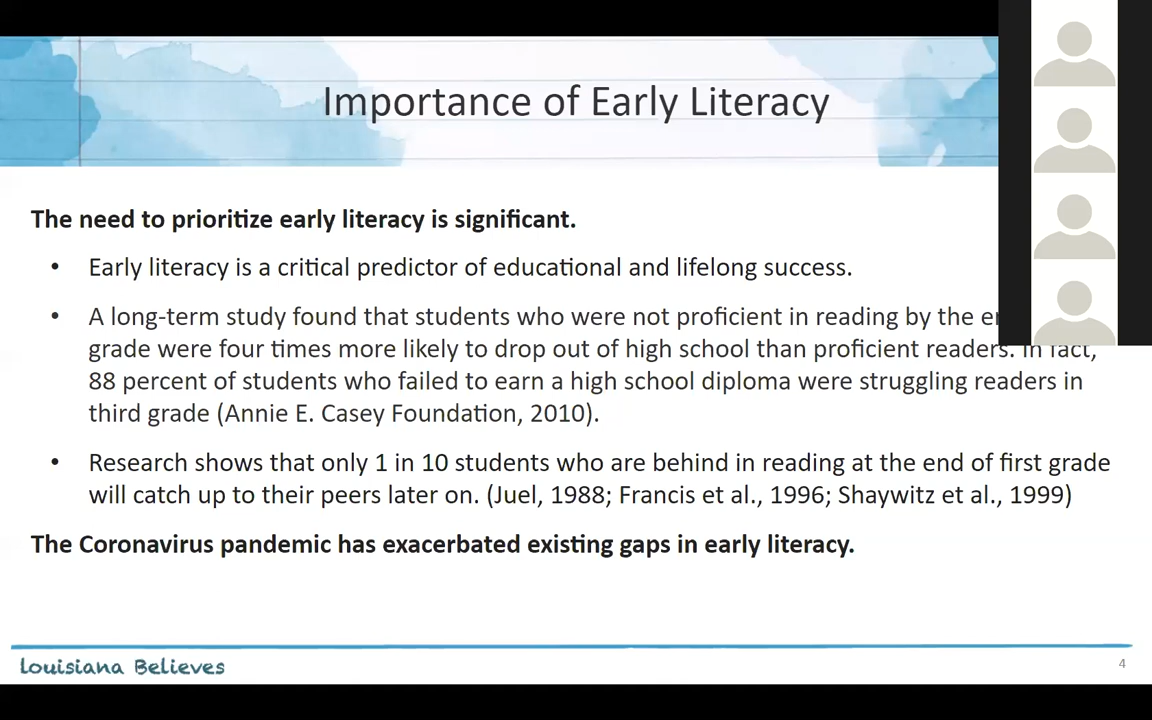 Importance of Early Literacy
The need to prioritize early literacy is significant.
• Early literacy is a critical predictor of educational and lifelong success.
• A long-term study found that students who were not proficient in reading by the
grade were four times more likely to drop out of high school than proficient readers. In fact,
88 percent of students who failed to earn a high school diploma were struggling readers in
third grade (Annie E. Casey Foundation, 2010).
• Research shows that only 1 in 10 students who are behind in reading at the end of first grade
will catch up to their peers later on. (Juel, 1988; Francis et al., 1996; Shaywitz et al., 1999)
The Coronavirus pandemic has exacerbated existing gaps in early literacy.
Louisiana Believes
4